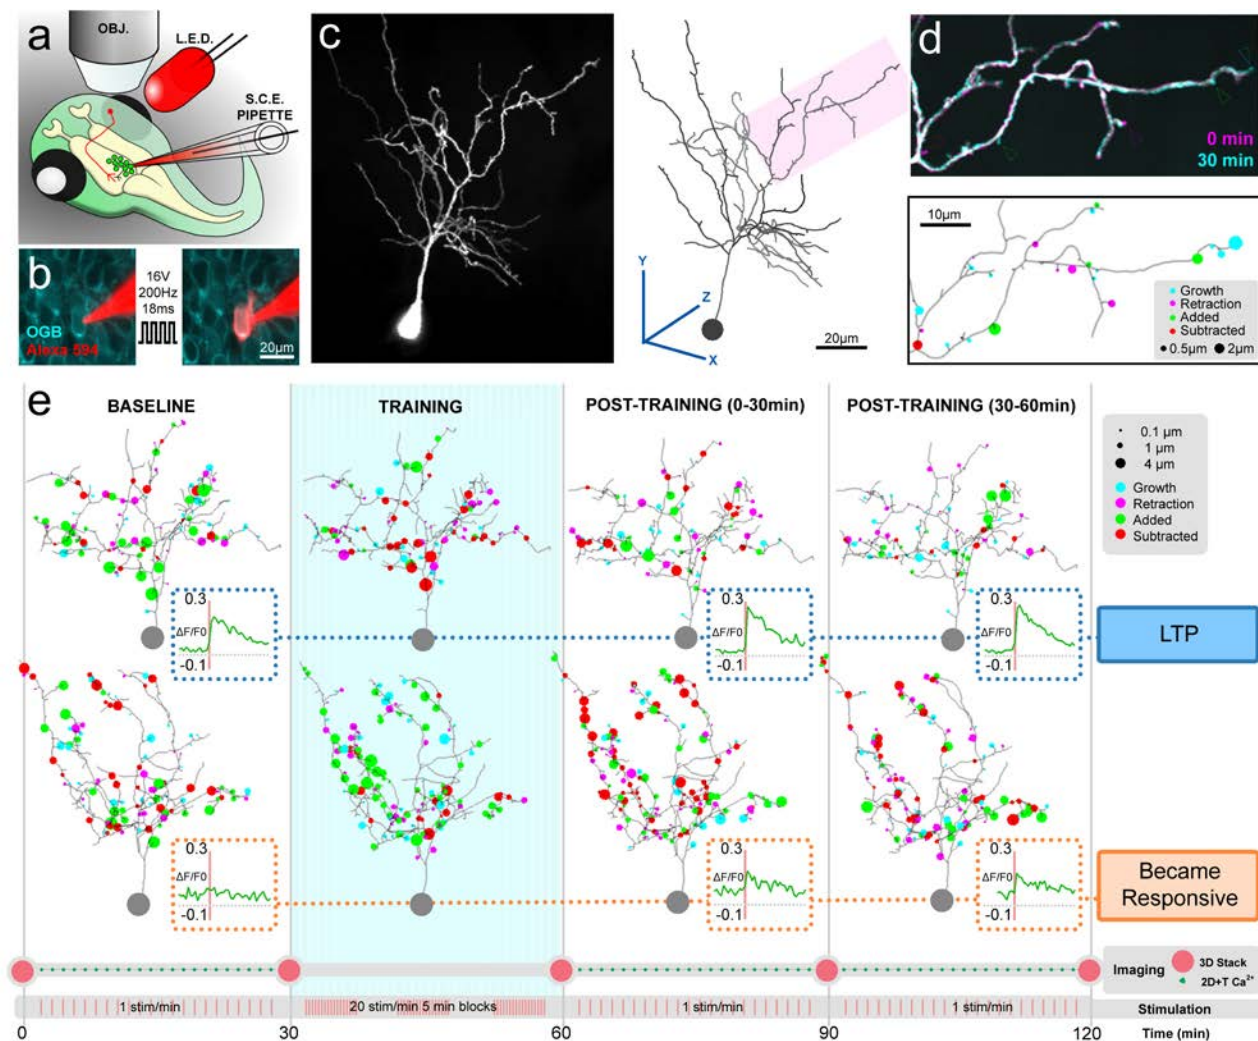 a
OBJ.
L.E.D.
S.C.E.
PIPETTE
b
OGB
Alexa 594
16V
200Hz
18ms
20µm
c
Y
Z
X
20µm
d
0 min
30 min
10µm
Growth
Retraction
Added
Subtracted
0.5µm 2µm
e
BASELINE
TRAINING
POST-TRAINING (0-30min)
POST-TRAINING (30-60min)
0.1 µm
1 µm
4 µm
Growth
Retraction
Added
Subtracted
0.3
ΔF/F0
-0.1
0.3
ΔF/F0
-0.1
0.3
ΔF/F0
-0.1
LTP
0.3
ΔF/F0
-0.1
0.3
ΔF/F0
-0.1
0.3
ΔF/F0
-0.1
Became
Responsive
Imaging
3D Stack
2D+T Ca²⁺
1 stim/min
20 stim/min 5 min blocks
1 stim/min
1 stim/min
Stimulation
0 30 60 90 120 Time (min)